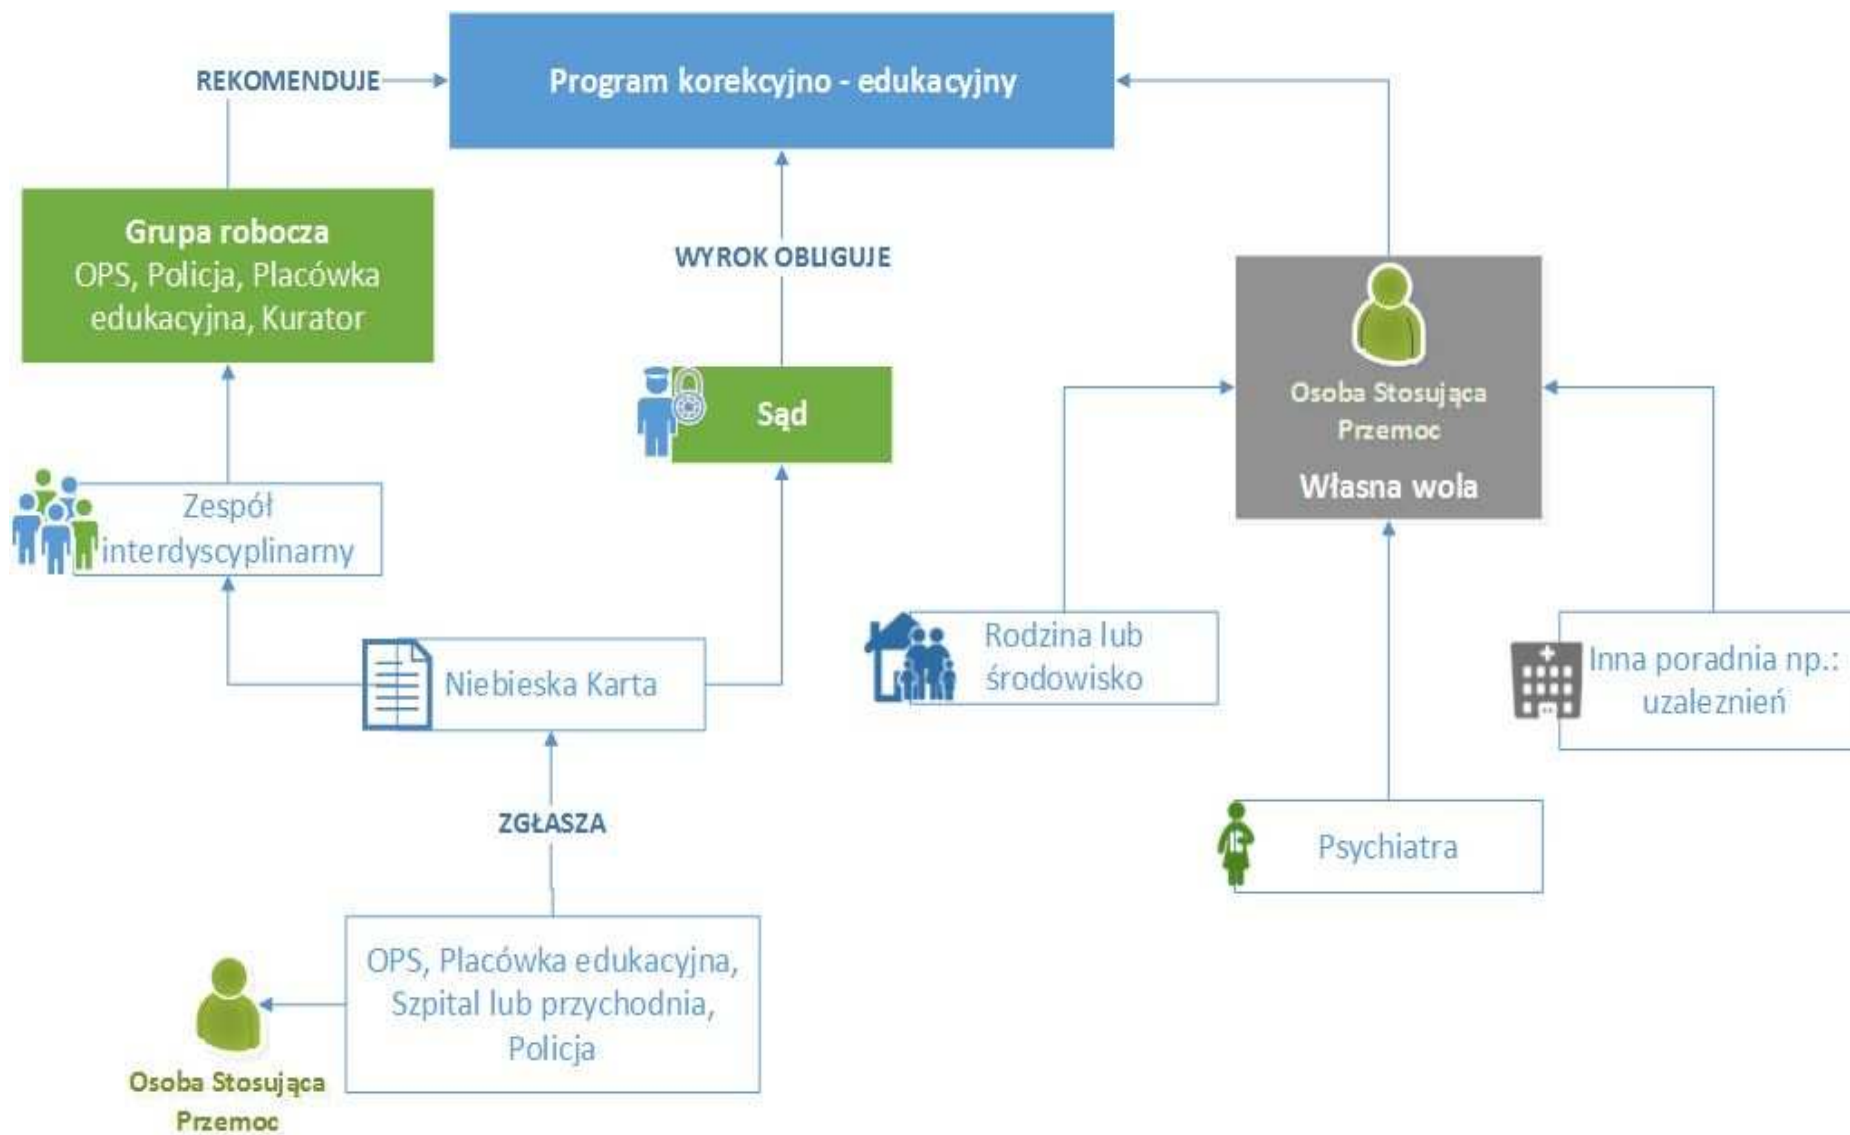 Program korekcyjno - edukacyjny
REKOMENDUJE
Grupa robocza
OPS, Policja, Placówka
edukacyjna, Kurator
WYROK OBLIGUJE
Sąd
Osoba Stosująca
Przemoc
Własna wola
Zespół
interdyscyplinarny
Niebieska Karta
Rodzina lub
środowisko
Inna poradnia np.:
uzaleznień
Psychiatra
ZGŁASZA
OPS, Placówka edukacyjna,
Szpital lub przychodnia,
Policja
Osoba Stosująca
Przemoc